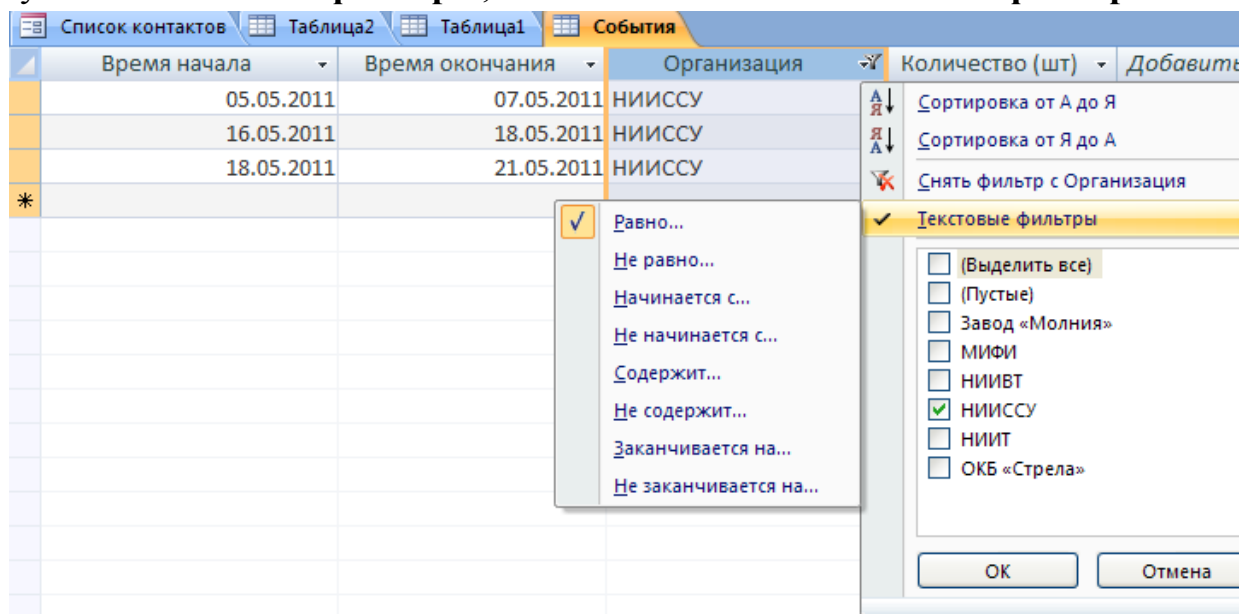 Список контактов Таблица2 Таблица1 События
Время начала Время окончания Организация Количество (шт) Добавить
05.05.2011 07.05.2011 НИИССУ
16.05.2011 18.05.2011 НИИССУ
18.05.2011 21.05.2011 НИИССУ
Сортировка от А до Я
Сортировка от Я до А
Снять фильтр с Организация
Текстовые фильтры
Равно...
Не равно...
Начинается с...
Не начинается с...
Содержит...
Не содержит...
Заканчивается на...
Не заканчивается на...
(Выделить все)
(Пустые)
Завод «Молния»
МИФИ
НИИВТ
НИИССУ
НИИТ
ОКБ «Стрела»
ОК Отмена